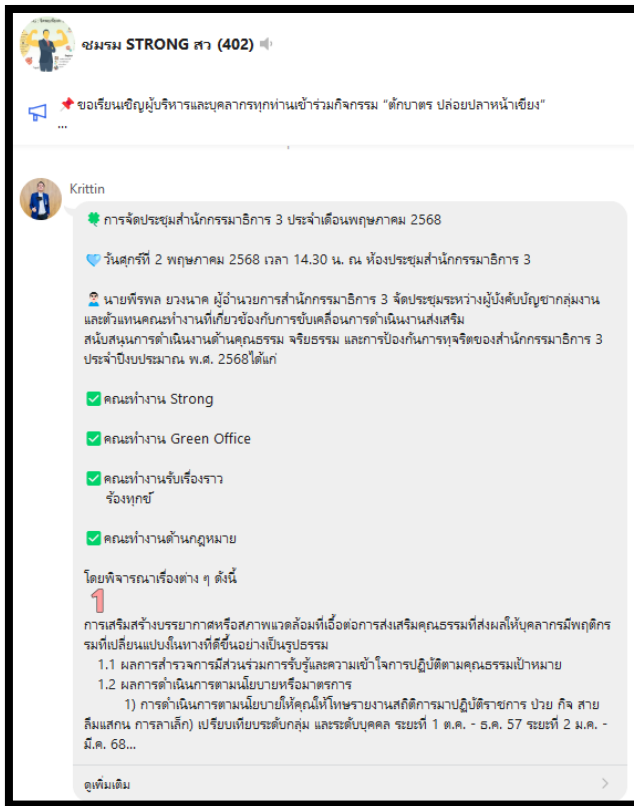 ชมรม STRONG สว (402)
📌 ขอเรียนเชิญผู้บริหารและบุคลากรทุกท่านเข้าร่วมกิจกรรม “ตักบาตร ปล่อยปลาหน้าเขียง”
...
Krittin
🍀 การจัดประชุมสำนักกรรมาธิการ 3 ประจำเดือนพฤษภาคม 2568
🩵 วันศุกร์ที่ 2 พฤษภาคม 2568 เวลา 14.30 น. ณ ห้องประชุมสำนักกรรมาธิการ 3
นายพีรพล ยวงนาค ผู้อำนวยการสำนักกรรมาธิการ 3 จัดประชุมระหว่างผู้บังคับบัญชากลุ่มงาน
และตัวแทนคณะทำงานที่เกี่ยวข้องกับการขับเคลื่อนการดำเนินงานส่งเสริม
สนับสนุนการดำเนินงานด้านคุณธรรม จริยธรรม และการป้องกันการทุจริตของสำนักกรรมาธิการ 3
ประจำปีงบประมาณ พ.ศ. 2568ได้แก่
✅ คณะทำงาน Strong
✅ คณะทำงาน Green Office
✅ คณะทำงานรับเรื่องราว
ร้องทุกข์
✅ คณะทำงานด้านกฎหมาย
โดยพิจารณาเรื่องต่าง ๆ ดังนี้
1
การเสริมสร้างบรรยากาศหรือสภาพแวดล้อมที่เอื้อต่อการส่งเสริมคุณธรรมที่ส่งผลให้บุคลากรมีพฤติกร
รมที่เปลี่ยนแปบงในทางที่ดีขึ้นอย่างเป็นรูปธรรม
1.1 ผลการสำรวจการมีส่วนร่วมการรับรู้และความเข้าใจการปฏิบัติตามคุณธรรมเป้าหมาย
1.2 ผลการดำเนินการตามนโยบายหรือมาตรการ
1) การดำเนินการตามนโยบายให้คุณให้โทษรายงานสถิติการมาปฏิบัติราชการ ป่วย กิจ สาย
ลืมแสกน การลาเล็ก) เปรียบเทียบระดับกลุ่ม และระดับบุคคล ระยะที่ 1 ต.ค. - ธ.ค. 57 ระยะที่ 2 ม.ค. -
มี.ค. 68...
ดูเพิ่มเติม